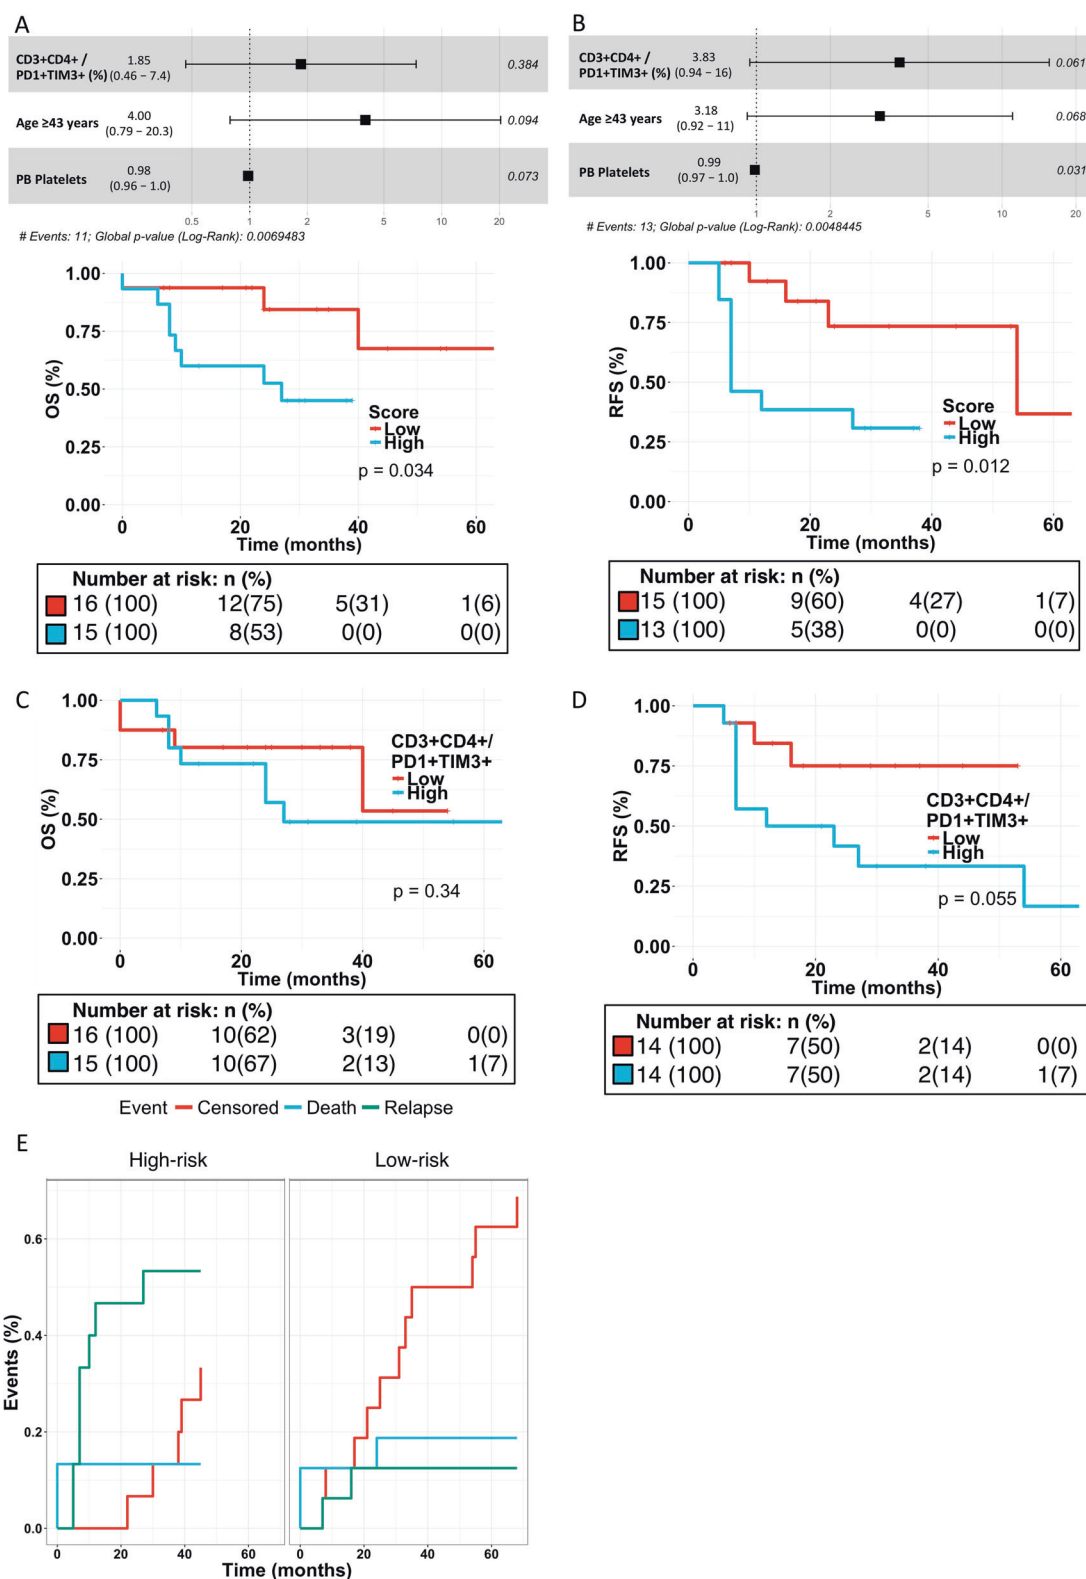 A
CD3+CD4+ / PD1+TIM3+ (%) 1.85 (0.46 – 7.4) 0.384
Age ≥43 years 4.00 (0.79 – 20.3) 0.094
PB Platelets 0.98 (0.96 – 1.0) 0.073
0.5 1 2 5 10 20
# Events: 11; Global p-value (Log-Rank): 0.0069483
1.00
0.75
0.50
0.25
0.00
OS (%)
Score
Low
High
p = 0.034
0 20 40 60
Time (months)
Number at risk: n (%)
16 (100) 12(75) 5(31) 1(6)
15 (100) 8(53) 0(0) 0(0)
B
CD3+CD4+ / PD1+TIM3+ (%) 3.83 (0.94 – 16) 0.061
Age ≥43 years 3.18 (0.92 – 11) 0.068
PB Platelets 0.99 (0.97 – 1.0) 0.031
1 2 5 10 20
# Events: 13; Global p-value (Log-Rank): 0.0048445
1.00
0.75
0.50
0.25
0.00
RFS (%)
Score
Low
High
p = 0.012
0 20 40 60
Time (months)
Number at risk: n (%)
15 (100) 9(60) 4(27) 1(7)
13 (100) 5(38) 0(0) 0(0)
C
1.00
0.75
0.50
0.25
0.00
OS (%)
CD3+CD4+/
PD1+TIM3+
Low
High
p = 0.34
0 20 40 60
Time (months)
Number at risk: n (%)
16 (100) 10(62) 3(19) 0(0)
15 (100) 10(67) 2(13) 1(7)
D
1.00
0.75
0.50
0.25
0.00
RFS (%)
CD3+CD4+/
PD1+TIM3+
Low
High
p = 0.055
0 20 40 60
Time (months)
Number at risk: n (%)
14 (100) 7(50) 2(14) 0(0)
14 (100) 7(50) 2(14) 1(7)
Event Censored Death Relapse
E
High-risk Low-risk
0.6
0.4
0.2
0.0
Events (%)
0 20 40 60 0 20 40 60
Time (months)